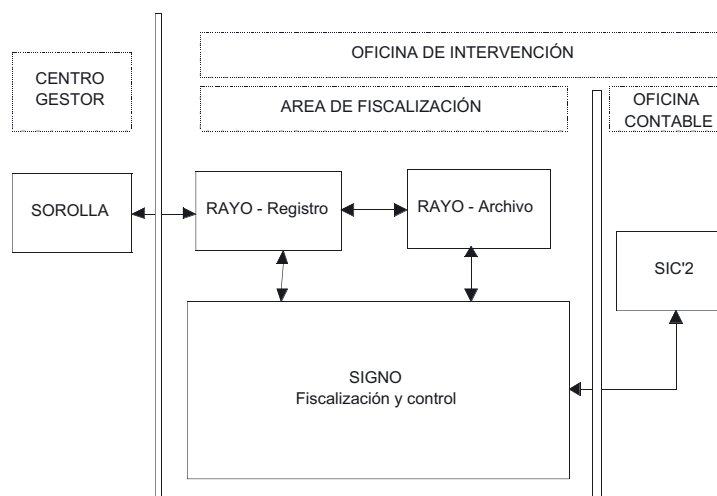 OFICINA DE INTERVENCIÓN
CENTRO
GESTOR
AREA DE FISCALIZACIÓN
OFICINA
CONTABLE
SOROLLA
RAYO - Registro
RAYO - Archivo
SIC'2
SIGNO
Fiscalización y control